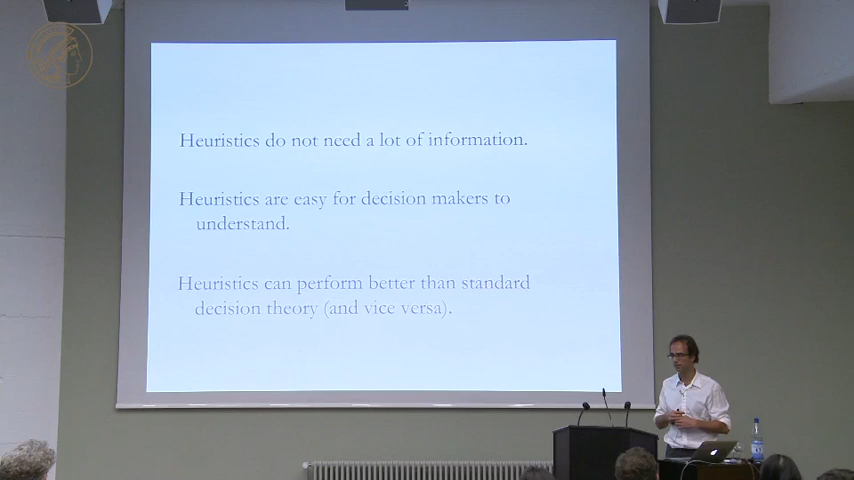 Heuristics do not need a lot of information.
Heuristics are easy for decision makers to
understand.
Heuristics can perform better than standard
decision theory (and vice versa).